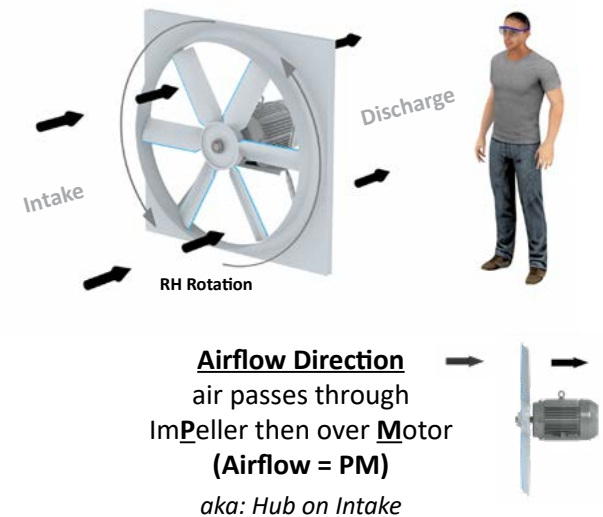 Discharge
Intake
RH Rotation
Airflow Direction
air passes through
ImPeller then over Motor
(Airflow = PM)
aka: Hub on Intake